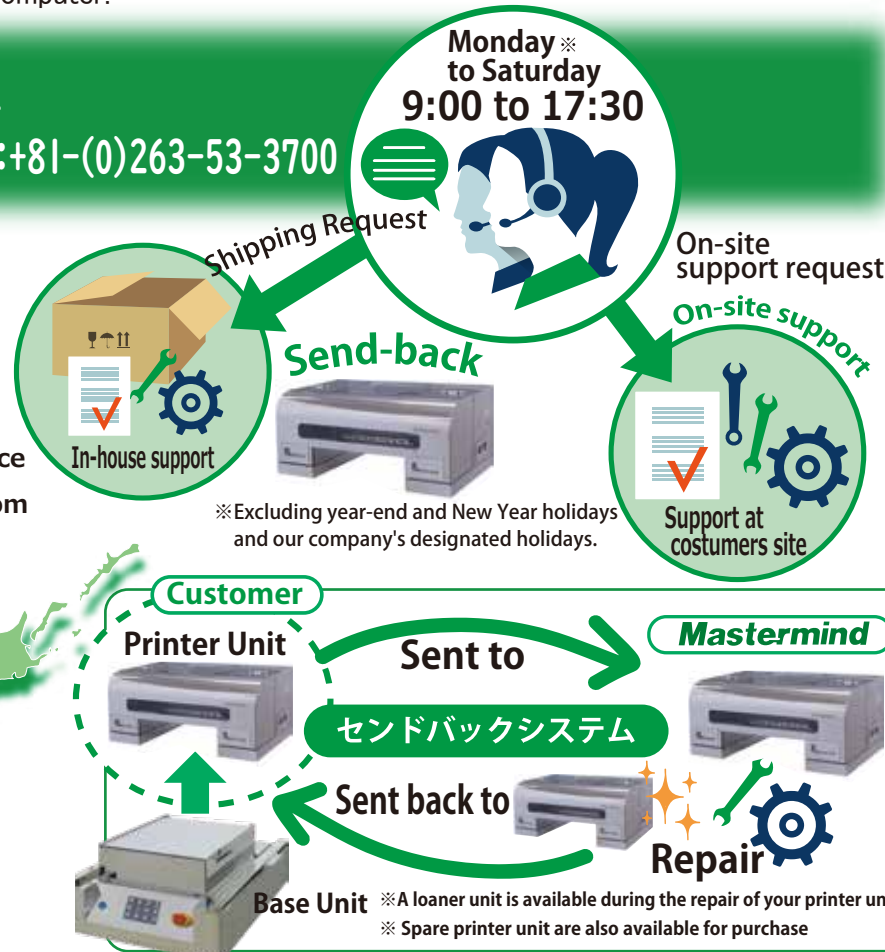 omputer.
Monday ※
to Saturday
9:00 to 17:30
:+81-(0)263-53-3700
Shipping Request
On-site
support request
On-site support
Send-back
In-house support
ce
om
※Excluding year-end and New Year holidays
and our company's designated holidays.
Support at
costumers site
Customer
Printer Unit
Sent to
Mastermind
センドバックシステム
Sent back to
Repair
Base Unit
※A loaner unit is available during the repair of your printer un
※ Spare printer unit are also available for purchase